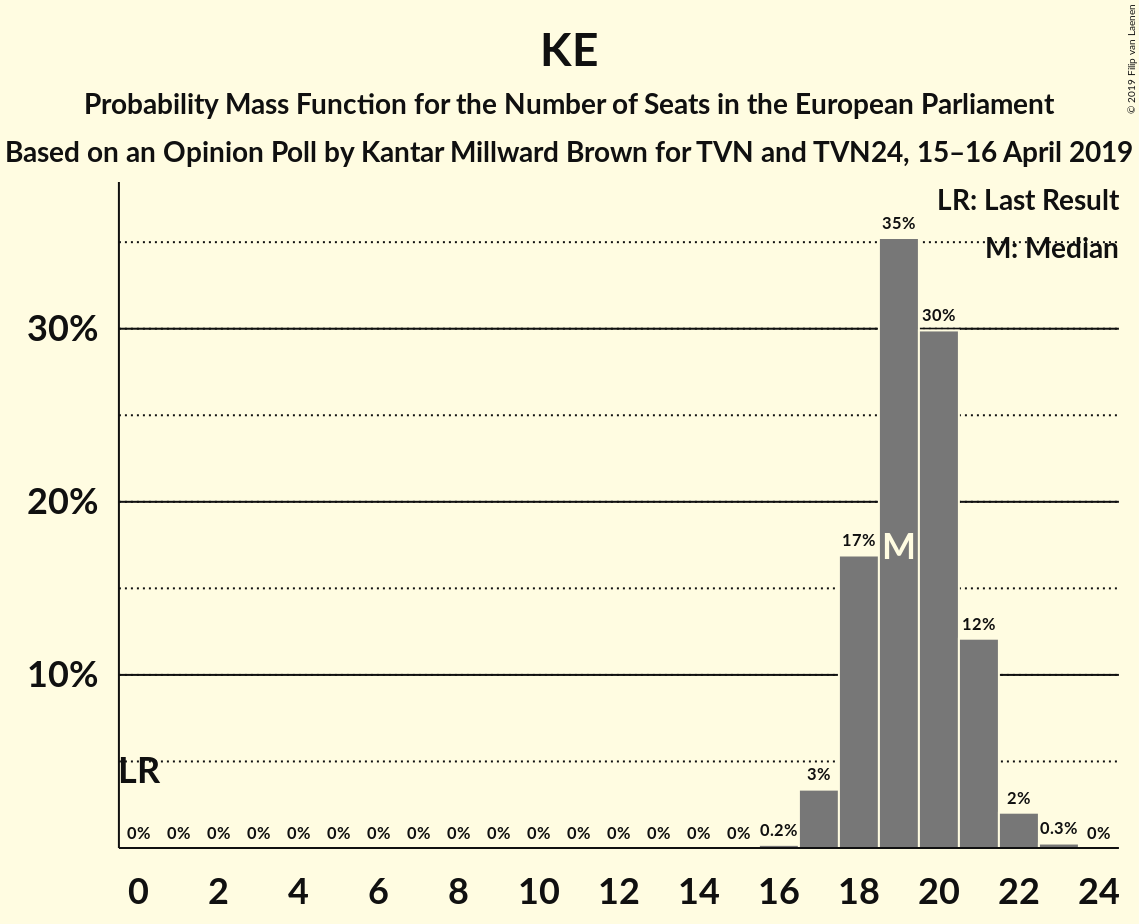 KE
Probability Mass Function for the Number of Seats in the European Parliament
Based on an Opinion Poll by Kantar Millward Brown for TVN and TVN24, 15–16 April 2019
© 2019 Filip van Laenen
LR: Last Result
M: Median
30%
20%
10%
LR
M
0% 0% 0% 0% 0% 0% 0% 0% 0% 0% 0% 0% 0% 0% 0% 0% 0.2% 3% 17% 35% 30% 12% 2% 0.3% 0%
0 2 4 6 8 10 12 14 16 18 20 22 24